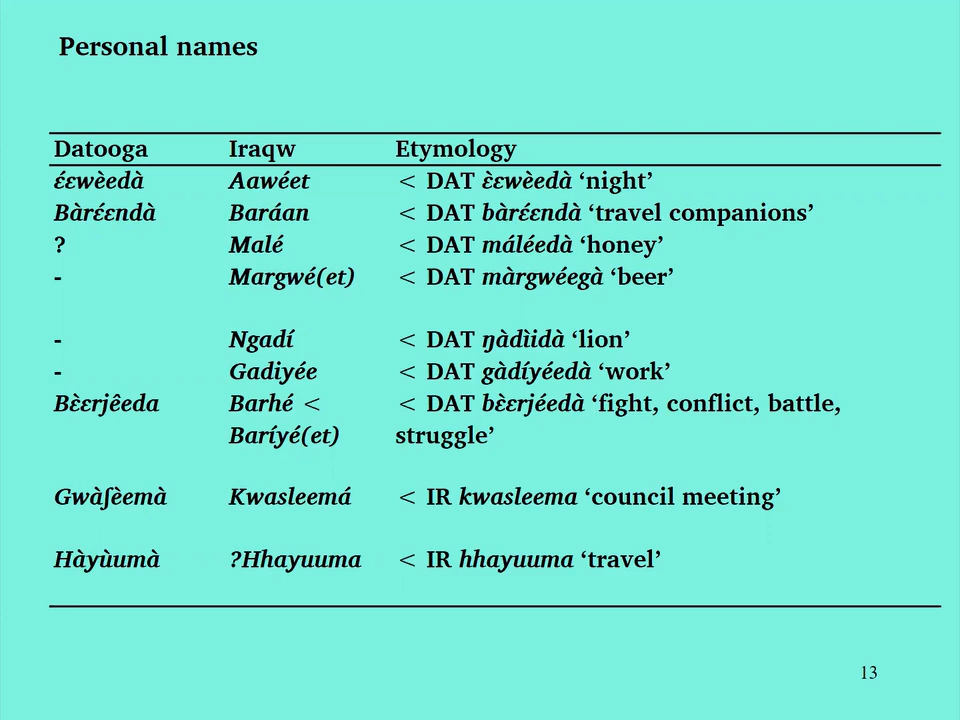 Personal names
Datooga Iraqw Etymology
ɛ́ɛwèedà Aawéet < DAT ɛ̀ɛwèedà ‘night’
Bàrɛ́ɛndà Baráan < DAT bàrɛ́ɛndà ‘travel companions’
? Malé < DAT máléedà ‘honey’
- Margwé(et) < DAT màrgwéegà ‘beer’
- Ngadí < DAT ŋàdìidà ‘lion’
- Gadiyée < DAT gàdíyéedà ‘work’
Bɛ̀ɛrjêeda Barhé < < DAT bɛ̀ɛrjéedà ‘fight, conflict, battle,
Baríyé(et) struggle’
Gwàʃèemà Kwasleemá < IR kwasleema ‘council meeting’
Hàyùumà ?Hhayuuma < IR hhayuuma ‘travel’
13